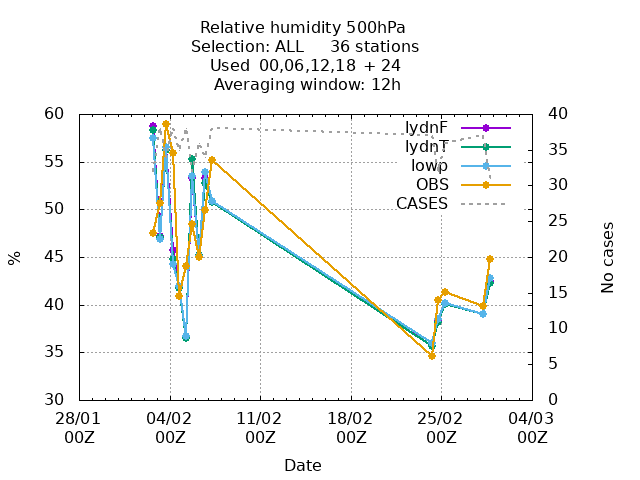 Relative humidity 500hPa
Selection: ALL 36 stations
Used 00,06,12,18 + 24
Averaging window: 12h
60
55
50
45
40
35
30
%
40
35
30
25
20
15
10
5
0
No cases
lydnF
lydnT
lowp
OBS
CASES
28/01 04/02 11/02 18/02 25/02 04/03
00Z 00Z 00Z 00Z 00Z 00Z
Date